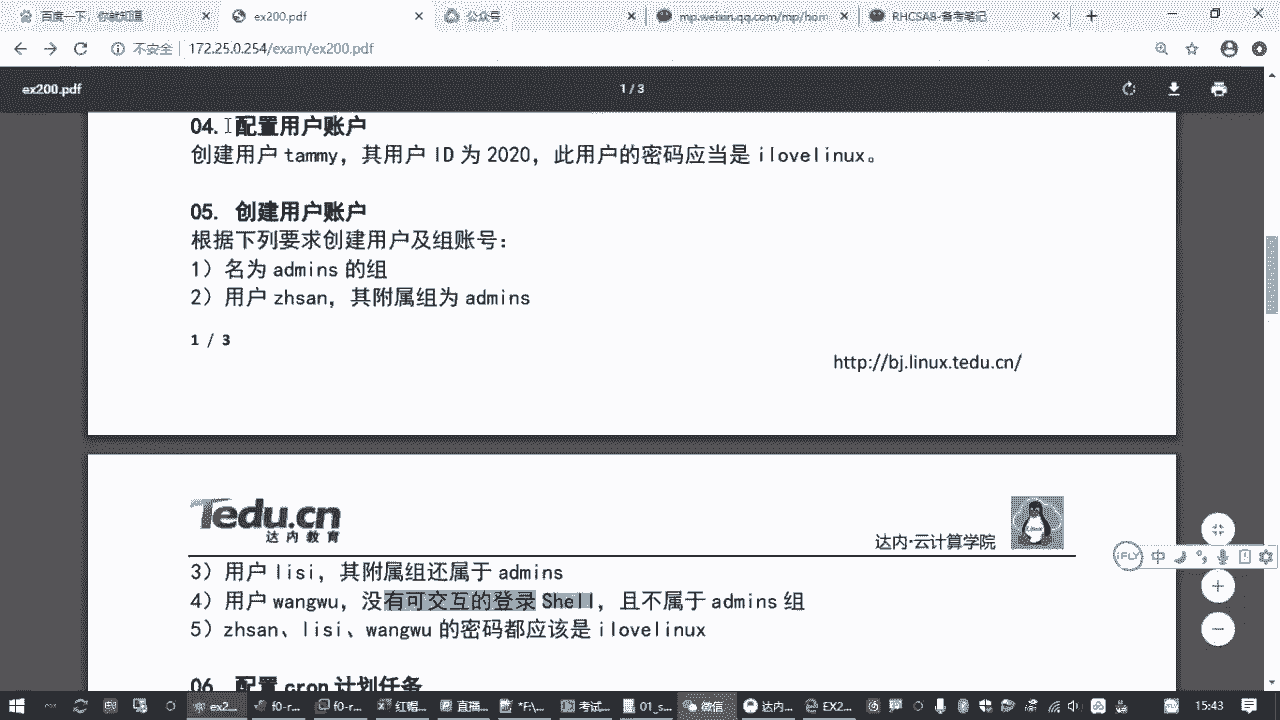 百度一下，你就知道
ex200.pdf
公众号
mp.weixin.qq.com/mp/hom
RHCSA8-备考笔记
不安全
172.25.0.254/exam/ex200.pdf
ex200.pdf
1 / 3
04. 配置用户账户
创建用户 tammy，其用户 ID 为 2020，此用户的密码应当是 ilovelinux。
05. 创建用户账户
根据下列要求创建用户及组账号：
1）名为 admins 的组
2）用户 zhsan，其附属组为 admins
1 / 3
http://bj.linux.tedu.cn/
Tedu.cn
达内教育
达内·云计算学院
3）用户 lisi，其附属组还属于 admins
4）用户 wangwu，没有可交互的登录 Shell，且不属于 admins 组
5）zhsan、lisi、wangwu 的密码都应该是 ilovelinux
06. 配置 cron 计划任务
iFLY 中
ex2... f0-r... f0-r... 红帽... 直播... 考试... 01_s... 微信 达内... EX2...
15:43